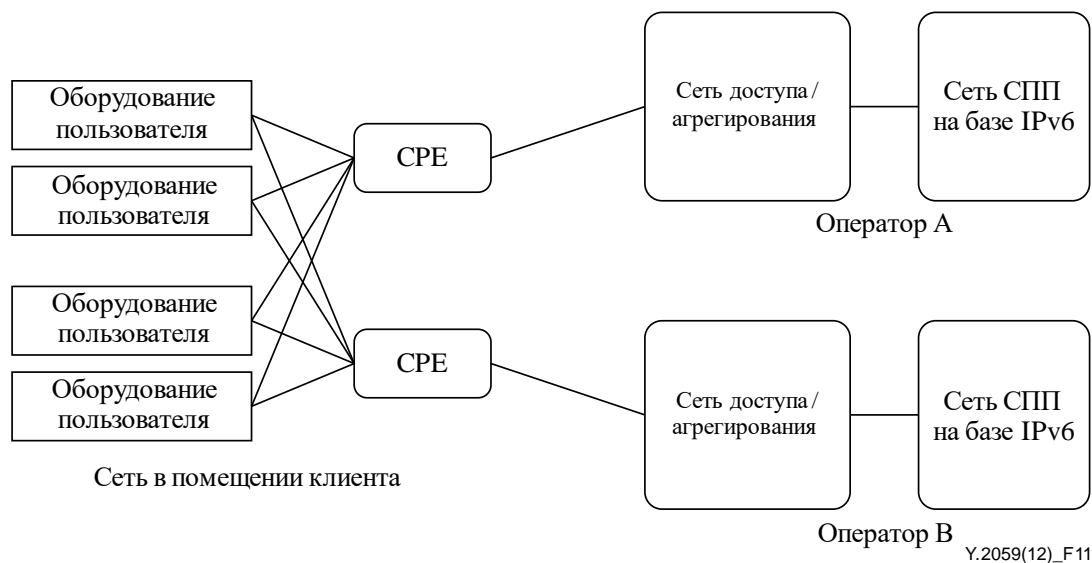 Оборудование
пользователя
Оборудование
пользователя
Оборудование
пользователя
Оборудование
пользователя
Сеть в помещении клиента
CPE
CPE
Сеть доступа/
агрегирования
Сеть СПП
на базе IPv6
Оператор A
Сеть доступа/
агрегирования
Сеть СПП
на базе IPv6
Оператор B
Y.2059(12)_F11